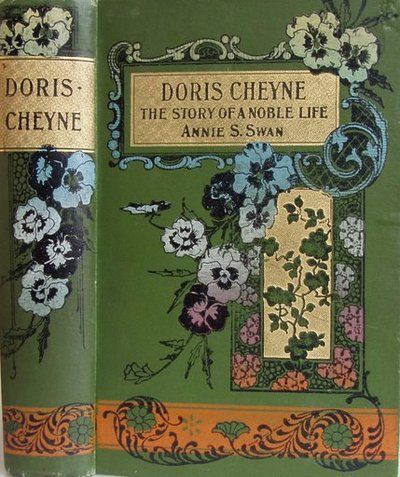 DORIS-
CHEYNE
DORIS CHEYNE
THE STORY OF A NOBLE LIFE
ANNIE S. SWAN